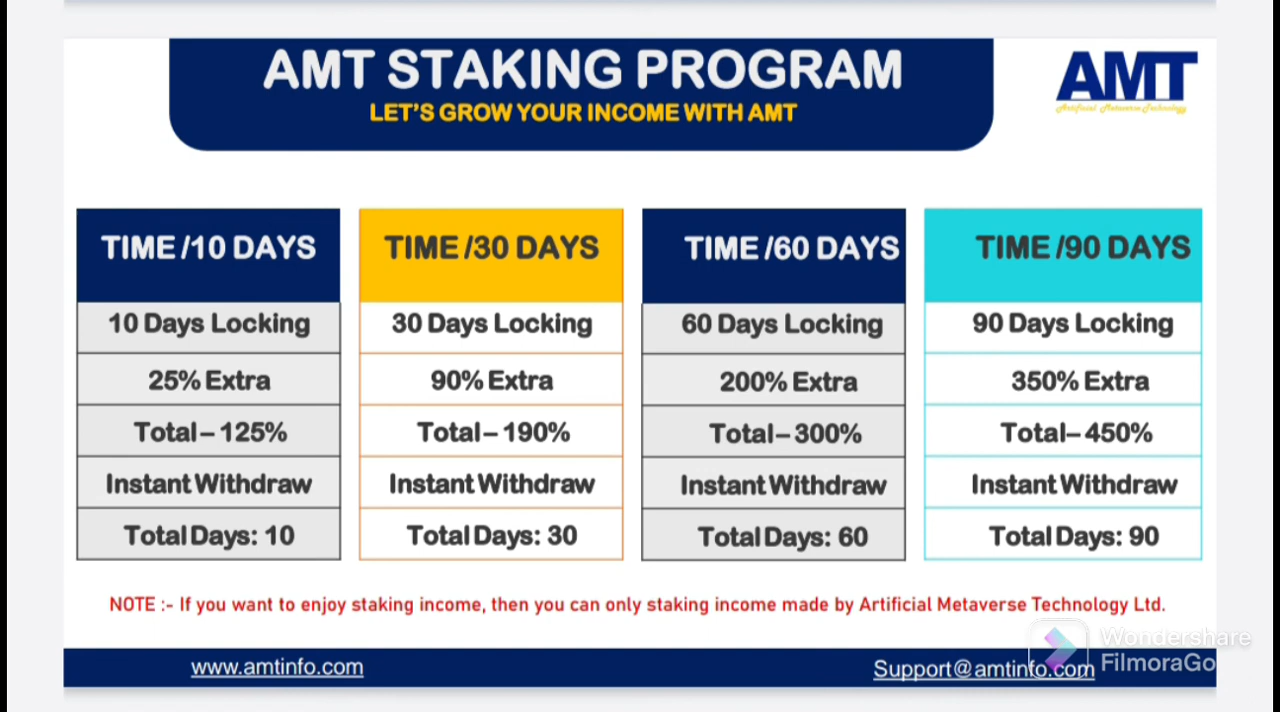 AMT STAKING PROGRAM
LET'S GROW YOUR INCOME WITH AMT
AMT
Artificial Metaverse Technology
TIME /10 DAYS
10 Days Locking
25% Extra
Total – 125%
Instant Withdraw
Total Days: 10
TIME /30 DAYS
30 Days Locking
90% Extra
Total – 190%
Instant Withdraw
Total Days: 30
TIME /60 DAYS
60 Days Locking
200% Extra
Total– 300%
Instant Withdraw
Total Days: 60
TIME /90 DAYS
90 Days Locking
350% Extra
Total– 450%
Instant Withdraw
Total Days: 90
NOTE :- If you want to enjoy staking income, then you can only staking income made by Artificial Metaverse Technology Ltd.
www.amtinfo.com
Support@amtinfo.com
Wondershare
FilmoraGo